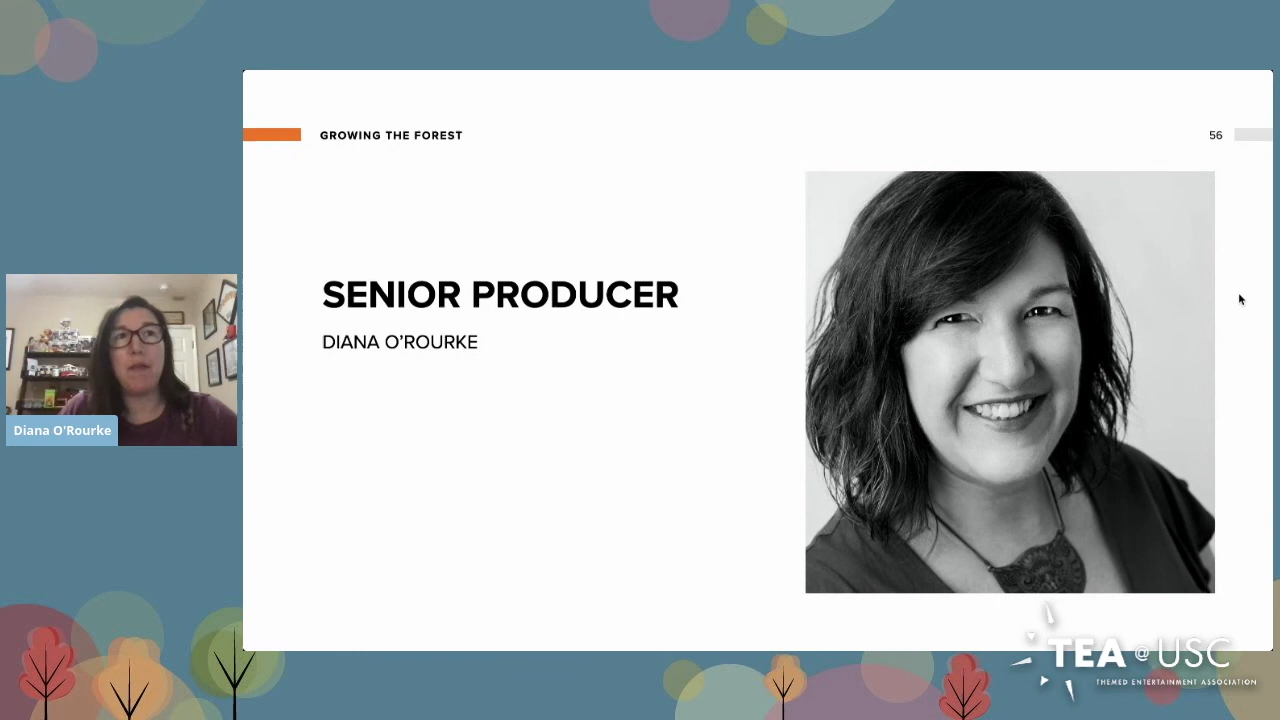 GROWING THE FOREST
56
SENIOR PRODUCER
DIANA O'ROURKE
Diana O'Rourke
TEA @ USC
THEMED ENTERTAINMENT ASSOCIATION